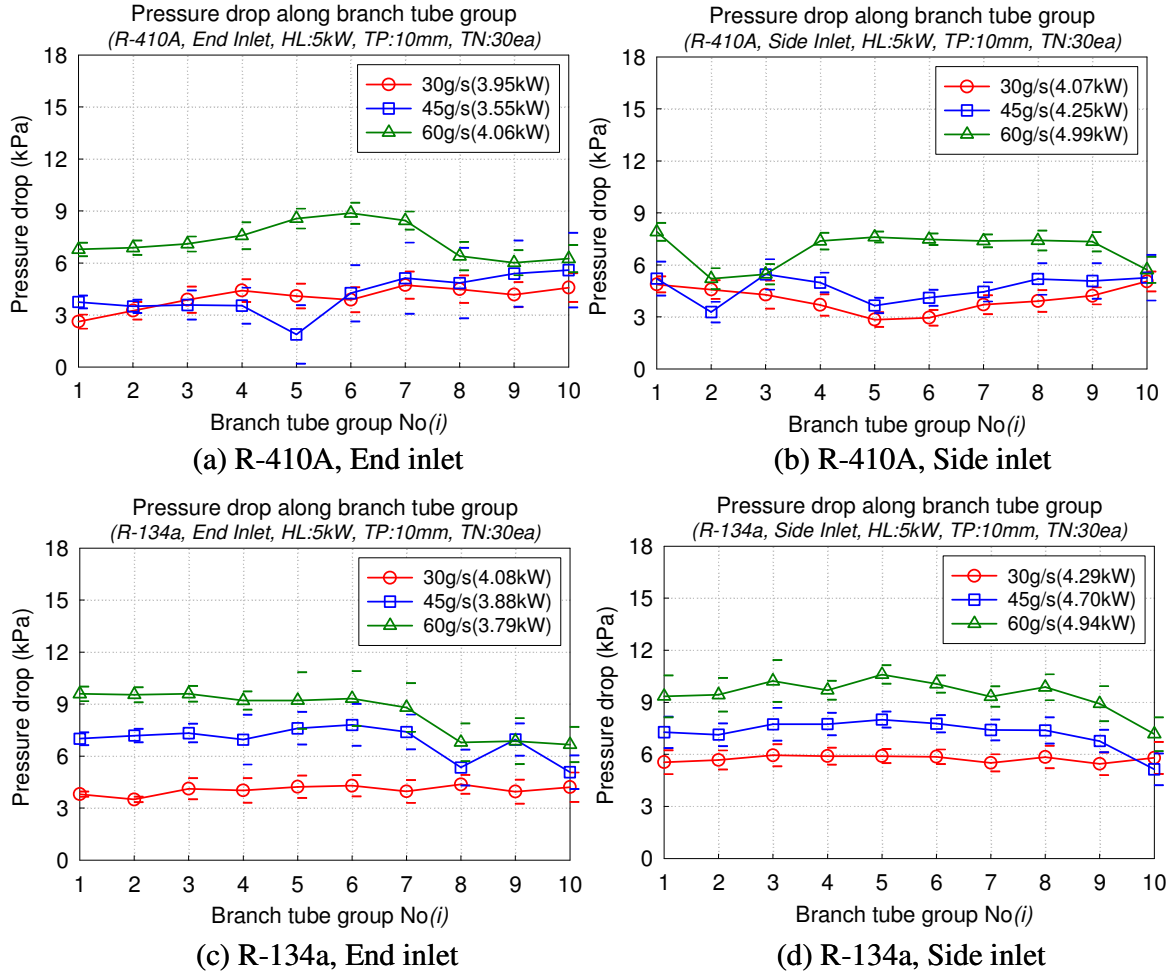 Pressure drop along branch tube group
(R-410A, End Inlet, HL:5kW, TP:10mm, TN:30ea)
18
15
12
9
6
3
0
Pressure drop (kPa)
30g/s(3.95kW)
45g/s(3.55kW)
60g/s(4.06kW)
1 2 3 4 5 6 7 8 9 10
Branch tube group No(i)
(a) R-410A, End inlet
Pressure drop along branch tube group
(R-410A, Side Inlet, HL:5kW, TP:10mm, TN:30ea)
18
15
12
9
6
3
0
Pressure drop (kPa)
30g/s(4.07kW)
45g/s(4.25kW)
60g/s(4.99kW)
1 2 3 4 5 6 7 8 9 10
Branch tube group No(i)
(b) R-410A, Side inlet
Pressure drop along branch tube group
(R-134a, End Inlet, HL:5kW, TP:10mm, TN:30ea)
18
15
12
9
6
3
0
Pressure drop (kPa)
30g/s(4.08kW)
45g/s(3.88kW)
60g/s(3.79kW)
1 2 3 4 5 6 7 8 9 10
Branch tube group No(i)
(c) R-134a, End inlet
Pressure drop along branch tube group
(R-134a, Side Inlet, HL:5kW, TP:10mm, TN:30ea)
18
15
12
9
6
3
0
Pressure drop (kPa)
30g/s(4.29kW)
45g/s(4.70kW)
60g/s(4.94kW)
1 2 3 4 5 6 7 8 9 10
Branch tube group No(i)
(d) R-134a, Side inlet